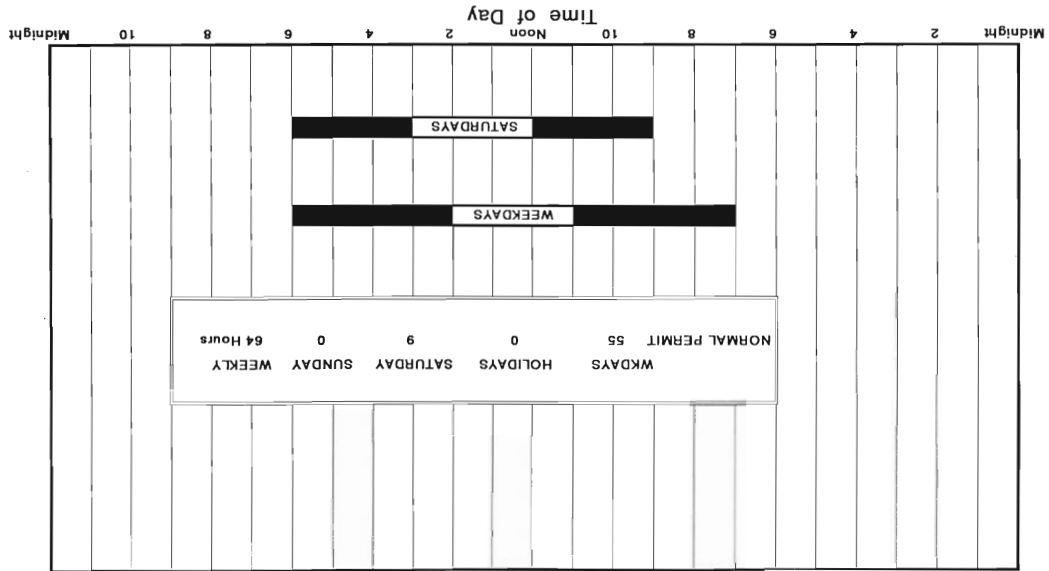 WKDAYS HOLIDAYS SATURDAY SUNDAY WEEKLY
NORMAL PERMIT 55 0 9 0 64 Hours
WEEKDAYS
SATURDAYS
Midnight 2 4 6 8 10 Noon 2 4 6 8 10 Midnight
Time of Day